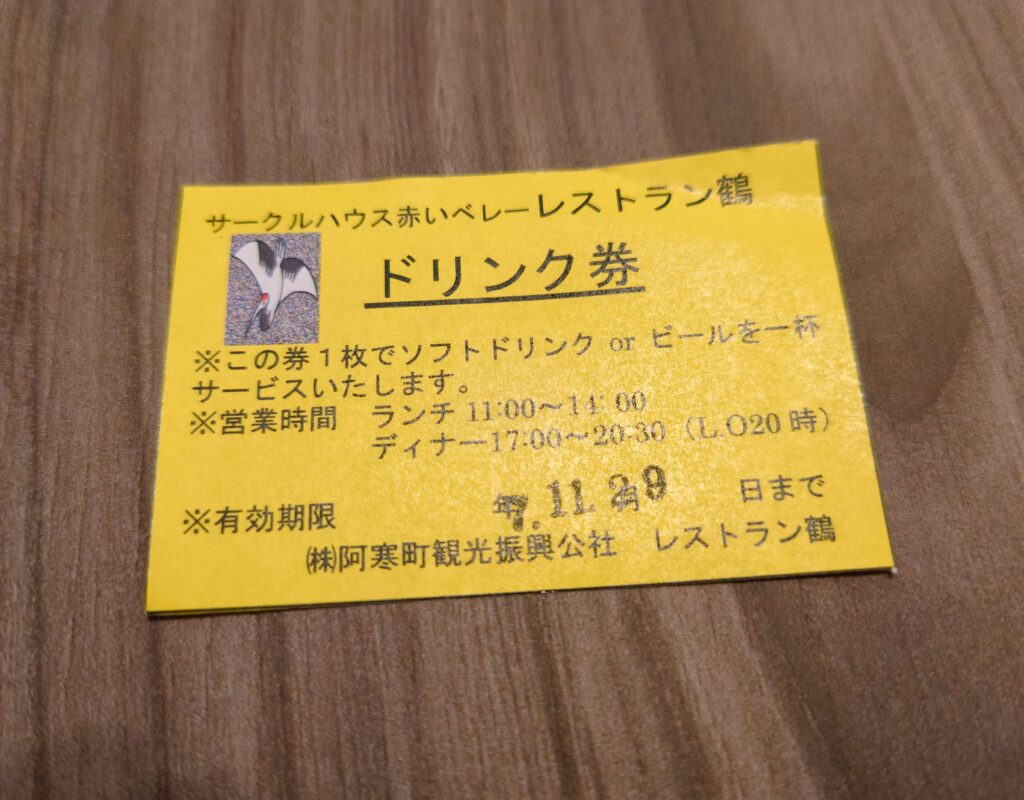 サークルハウス赤いベレーレストラン鶴
ドリンク券
※この券１枚でソフトドリンク or ビールを一杯
サービスいたします。
※営業時間　ランチ 11:00～14:00
ディナー17:00～20:30（L.O20時）
※有効期限　年 月 日まで
7.11.29
㈱阿寒町観光振興公社　レストラン鶴